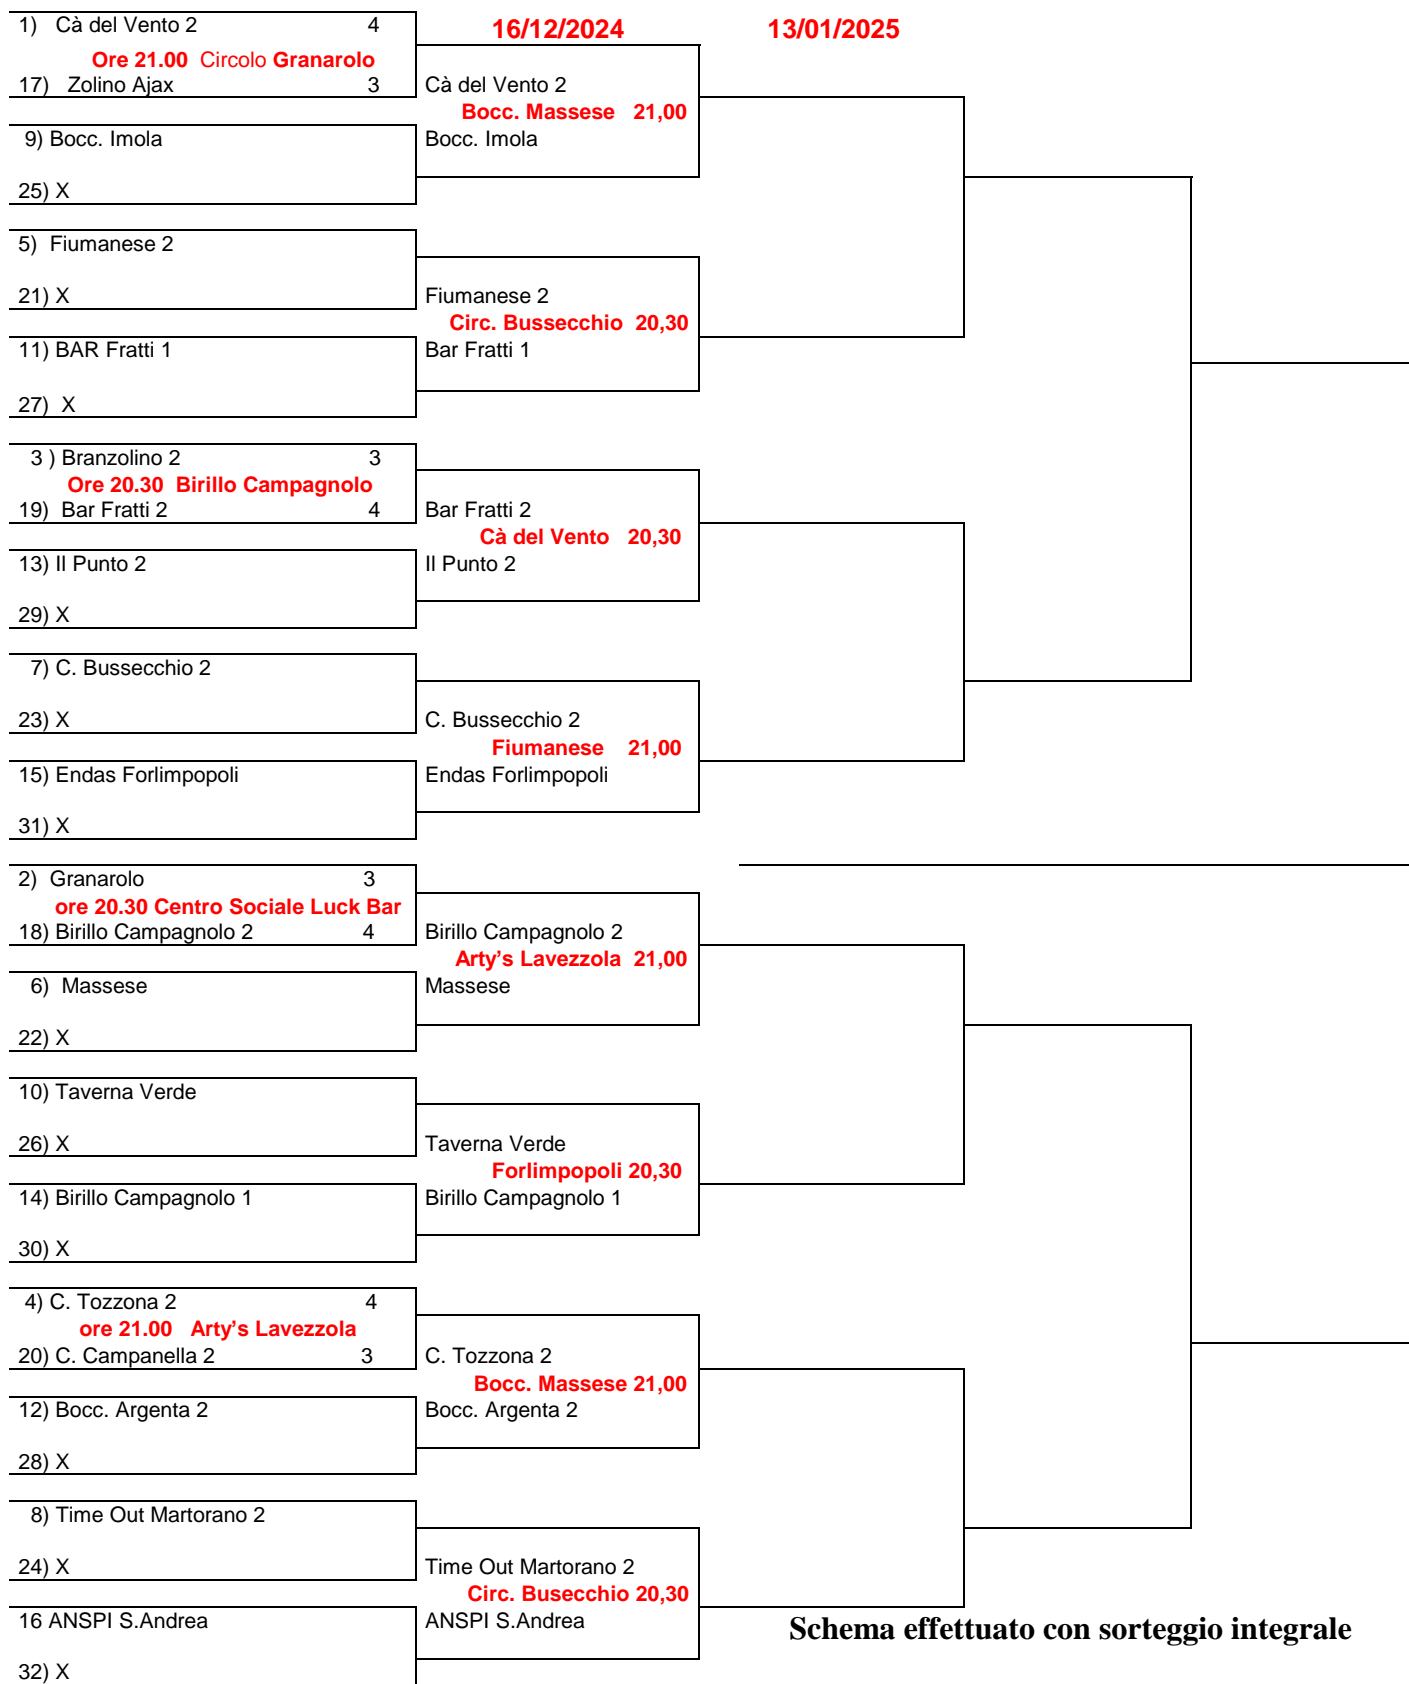 1) Cà del Vento 2 4
16/12/2024 13/01/2025
Ore 21.00 Circolo Granarolo
17) Zolino Ajax 3
Cà del Vento 2
Bocc. Massese 21,00
9) Bocc. Imola
Bocc. Imola
25) X
5) Fiumanese 2
21) X
Fiumanese 2
Circ. Bussecchio 20,30
11) BAR Fratti 1
Bar Fratti 1
27) X
3 ) Branzolino 2 3
Ore 20.30 Birillo Campagnolo
19) Bar Fratti 2 4
Bar Fratti 2
Cà del Vento 20,30
13) Il Punto 2
Il Punto 2
29) X
7) C. Bussecchio 2
23) X
C. Bussecchio 2
Fiumanese 21,00
15) Endas Forlimpopoli
Endas Forlimpopoli
31) X
2) Granarolo 3
ore 20.30 Centro Sociale Luck Bar
18) Birillo Campagnolo 2 4
Birillo Campagnolo 2
Arty’s Lavezzola 21,00
6) Massese
Massese
22) X
10) Taverna Verde
26) X
Taverna Verde
Forlimpopoli 20,30
14) Birillo Campagnolo 1
Birillo Campagnolo 1
30) X
4) C. Tozzona 2 4
ore 21.00 Arty’s Lavezzola
20) C. Campanella 2 3
C. Tozzona 2
Bocc. Massese 21,00
12) Bocc. Argenta 2
Bocc. Argenta 2
28) X
8) Time Out Martorano 2
24) X
Time Out Martorano 2
Circ. Busecchio 20,30
16 ANSPI S.Andrea
ANSPI S.Andrea
Schema effettuato con sorteggio integrale
32) X